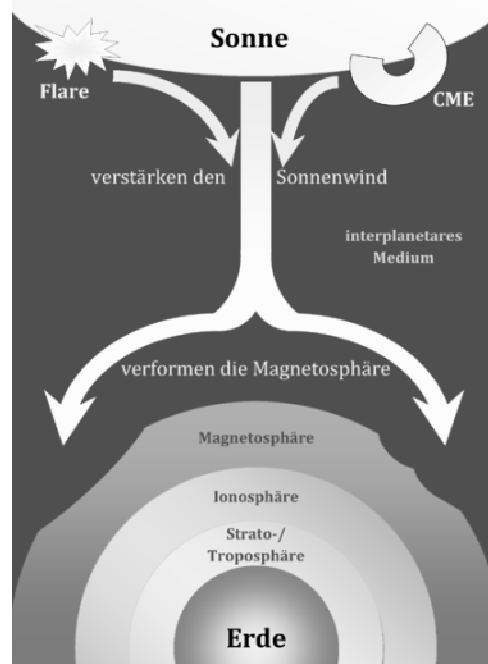 Sonne
Flare
CME
verstärken den Sonnenwind
interplanetares
Medium
verformen die Magnetosphäre
Magnetosphäre
Ionosphäre
Strato-/
Troposphäre
Erde